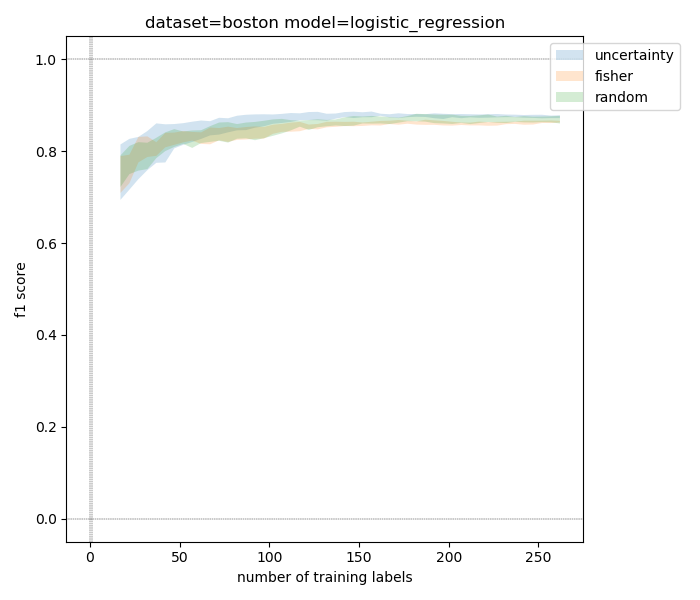 dataset=boston model=logistic_regression
uncertainty
fisher
random
1.0
0.8
0.6
0.4
0.2
0.0
f1 score
0 50 100 150 200 250
number of training labels